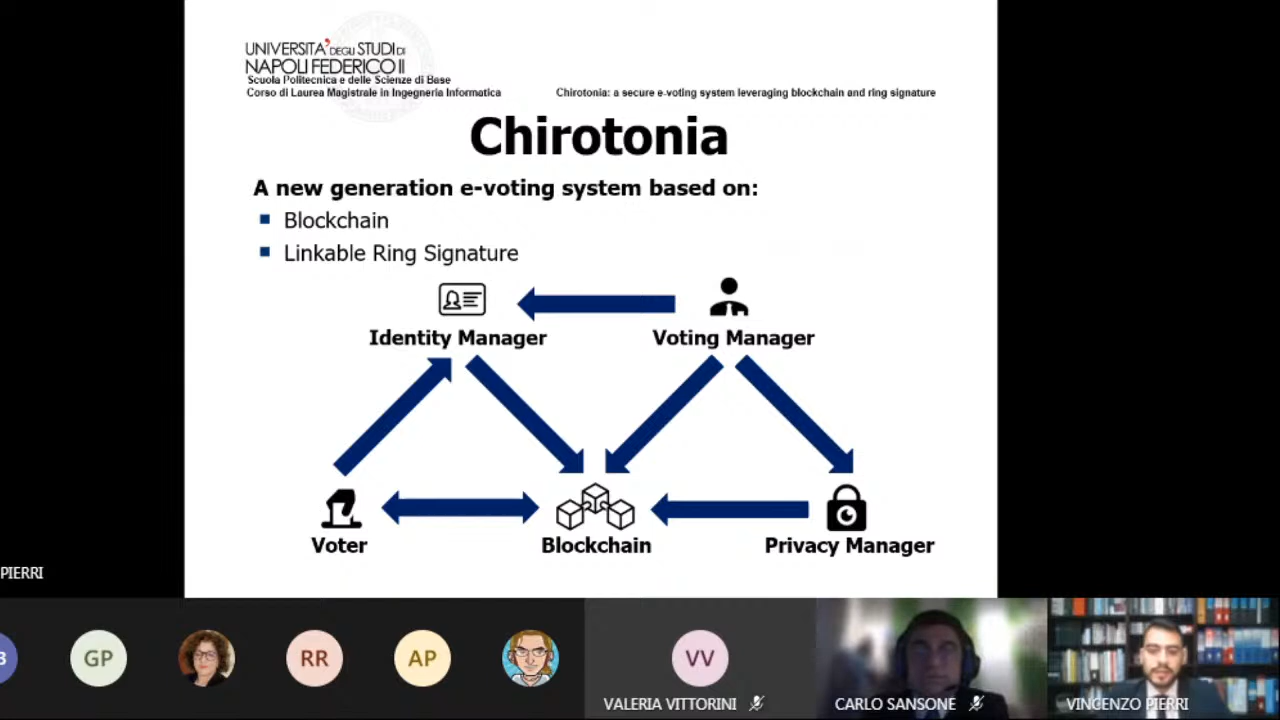 UNIVERSITA' DEGLI STUDI DI
NAPOLI FEDERICO II
Scuola Politecnica e delle Scienze di Base
Corso di Laurea Magistrale in Ingegneria Informatica
Chirotonia: a secure e-voting system leveraging blockchain and ring signature
Chirotonia
A new generation e-voting system based on:
Blockchain
Linkable Ring Signature
Identity Manager
Voting Manager
Voter
Blockchain
Privacy Manager
PIERRI
B
GP
RR
AP
VV
VALERIA VITTORINI
CARLO SANSONE
VINCENZO PIERRI